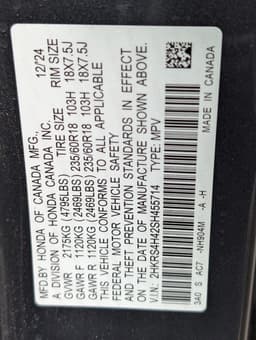 MFD.BY HONDA OF CANADA MFG. 12/24
A DIVISION OF HONDA CANADA INC.
TIRE SIZE RIM SIZE
GVWR 2175KG (4795LBS)
GAWR F 1120KG (2469LBS) 235/60R18 103H 18X7.5J
GAWR R 1120KG (2469LBS) 235/60R18 103H 18X7.5J
THIS VEHICLE CONFORMS TO ALL APPLICABLE
FEDERAL MOTOR VEHICLE SAFETY
AND THEFT PREVENTION STANDARDS IN EFFECT
ON THE DATE OF MANUFACTURE SHOWN ABOVE.
V.I.N: 2HKRS4H42SH455714 TYPE: MPV
3A0 S AC7 -NH904M -A -H
MADE IN CANADA